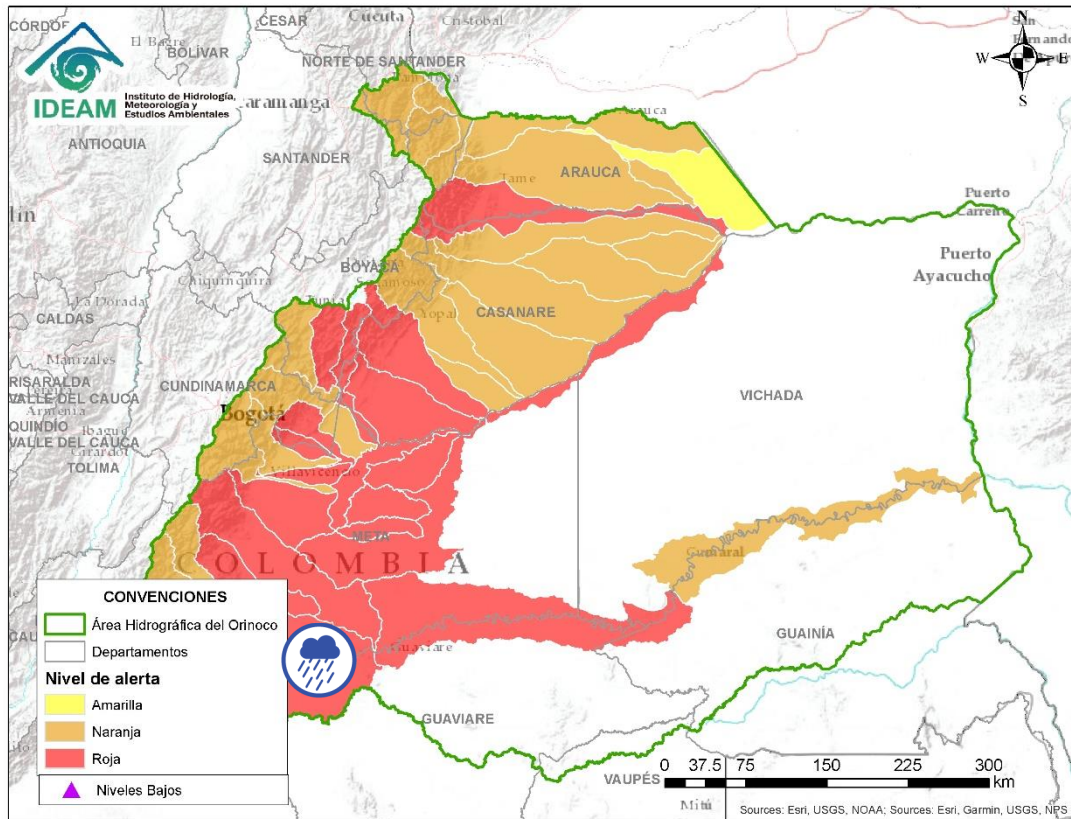 CÓRDO
CESAR
Cucuta
Cristobal
El Bagre
BOLÍVAR
NORTE DE SANTANDER
San
Fernando
N
W
E
S
IDEAM
Instituto de Hidrología,
Meteorología y
Estudios Ambientales
aramanga
Arauca
ANTIOQUIA
SANTANDER
ARAUCA
Tame
Puerto
Carreño
lín
BOYACÁ
Puerto
Ayacucho
Chiquinquira
La Dorada
Tunja
CALDAS
Yopal
CASANARE
Manizales
RISARALDA
CUNDINAMARCA
VICHADA
VALLE DEL CAUCA
Armenia
Bogotá
QUINDÍO
Ibague
VALLE DEL CAUCA
Girardot
TOLIMA
Villavicencio
META
COLOMBIA
Guaviare
GUAINÍA
GUAVIARE
VAUPÉS
Mitú
CONVENCIONES
Área Hidrográfica del Orinoco
Departamentos
Nivel de alerta
Amarilla
Naranja
Roja
Niveles Bajos
0 37.5 75 150 225 300
km
Sources: Esri, USGS, NOAA; Sources: Esri, Garmin, USGS, NPS